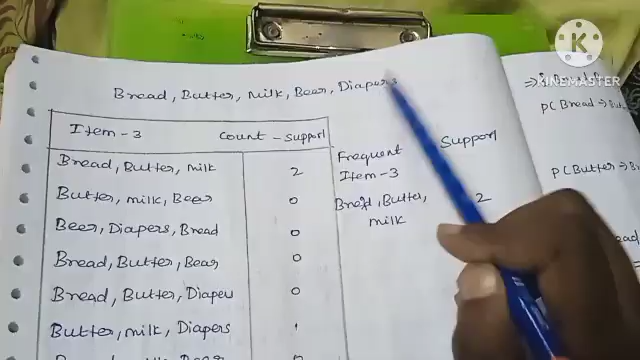 Bread, Butter, Milk, Beer, Diapers
Item-3 Count-support
Bread, Butter, milk 2
Butter, milk, Beer 0
Beer, Diapers, Bread 0
Bread, Butter, Bear 0
Bread, Butter, Diapeu 0
Butter, milk, Diapers 1
Frequent Support
Item-3
Bread, Butter, 2
milk
P(Bread →
P(Butter →
KINEMASTER